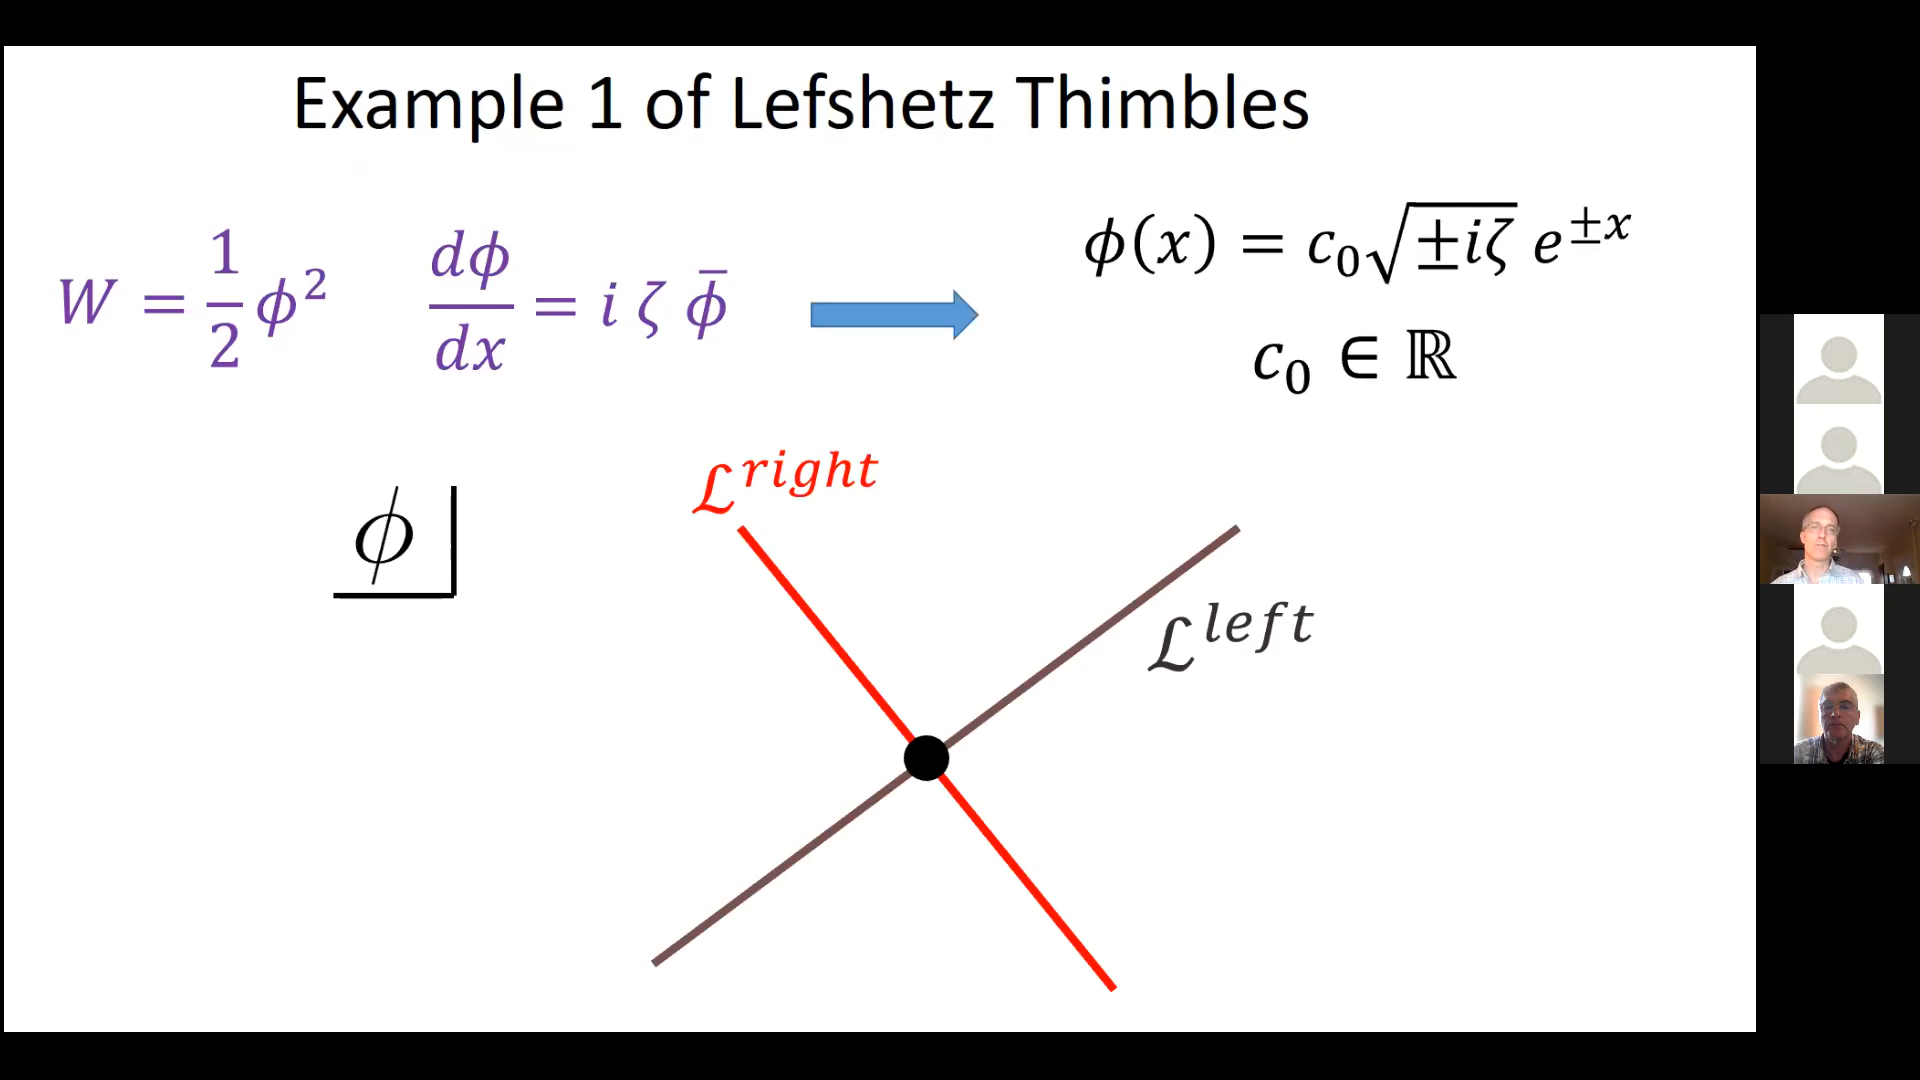 Example 1 of Lefshetz Thimbles
W = 1/2 ϕ² dϕ/dx = i ζ ϕ̄
ϕ(x) = c₀√(±iζ) e^{±x}
c₀ ∈ ℝ
ϕ
ℒ^{right}
ℒ^{left}